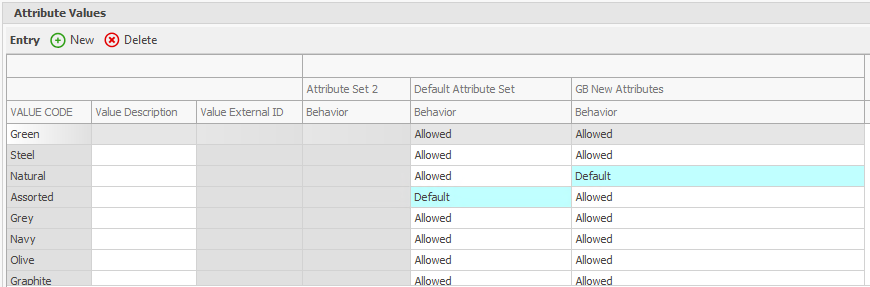 Attribute Values
Entry New Delete
Attribute Set 2 Default Attribute Set GB New Attributes
VALUE CODE Value Description Value External ID Behavior Behavior Behavior
Green Allowed Allowed
Steel Allowed Allowed
Natural Allowed Default
Assorted Default Allowed
Grey Allowed Allowed
Navy Allowed Allowed
Olive Allowed Allowed
Graphite Allowed Allowed